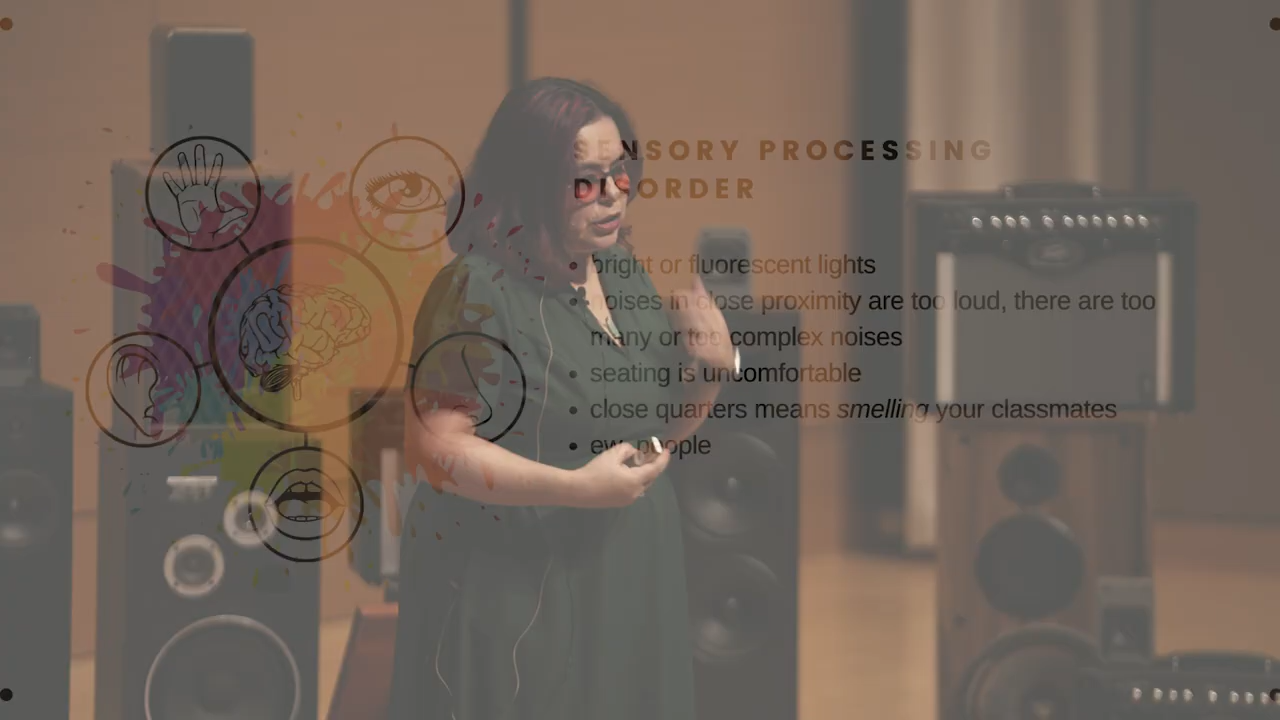 SENSORY PROCESSING
DISORDER
bright or fluorescent lights
noises in close proximity are too loud, there are too
many or too complex noises
seating is uncomfortable
close quarters means smelling your classmates
ew, people